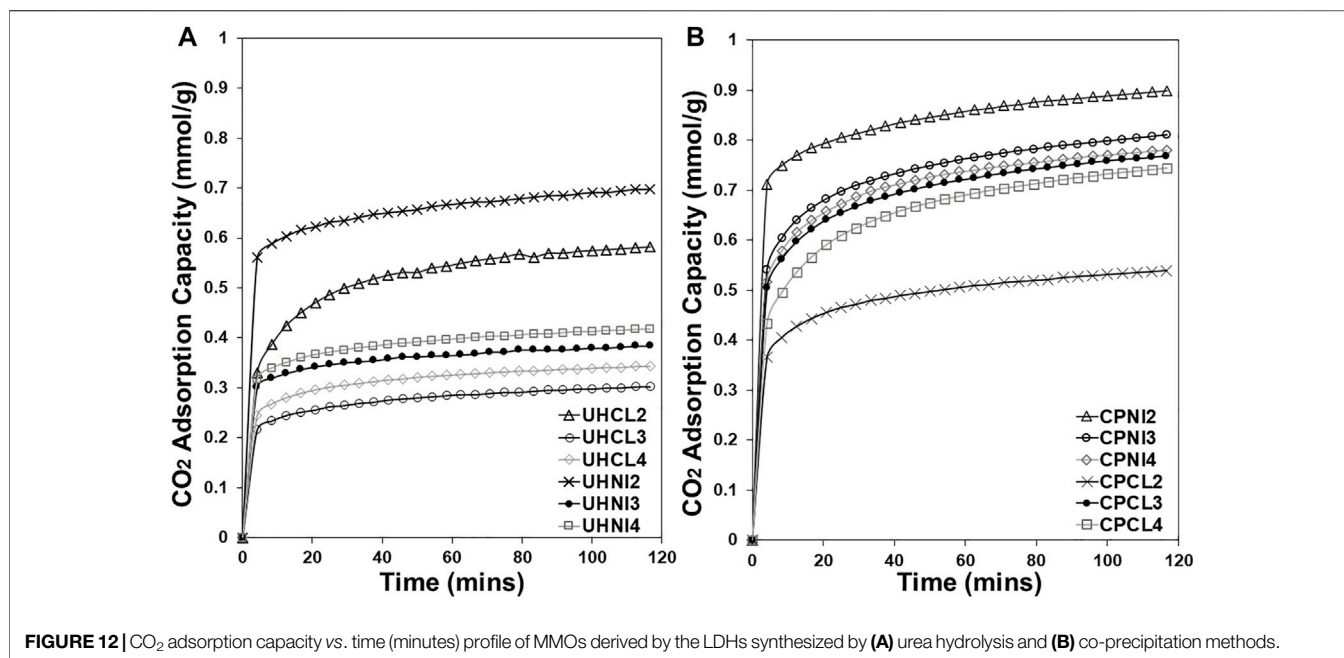 A
CO₂ Adsorption Capacity (mmol/g)
1
0.9
0.8
0.7
0.6
0.5
0.4
0.3
0.2
0.1
0
0 20 40 60 80 100 120
Time (mins)
UHCL2
UHCL3
UHCL4
UHNI2
UHNI3
UHNI4
B
CO₂ Adsorption Capacity (mmol/g)
1
0.9
0.8
0.7
0.6
0.5
0.4
0.3
0.2
0.1
0
0 20 40 60 80 100 120
Time (mins)
CPNI2
CPNI3
CPNI4
CPCL2
CPCL3
CPCL4
FIGURE 12 | CO₂ adsorption capacity vs. time (minutes) profile of MMOs derived by the LDHs synthesized by (A) urea hydrolysis and (B) co-precipitation methods.